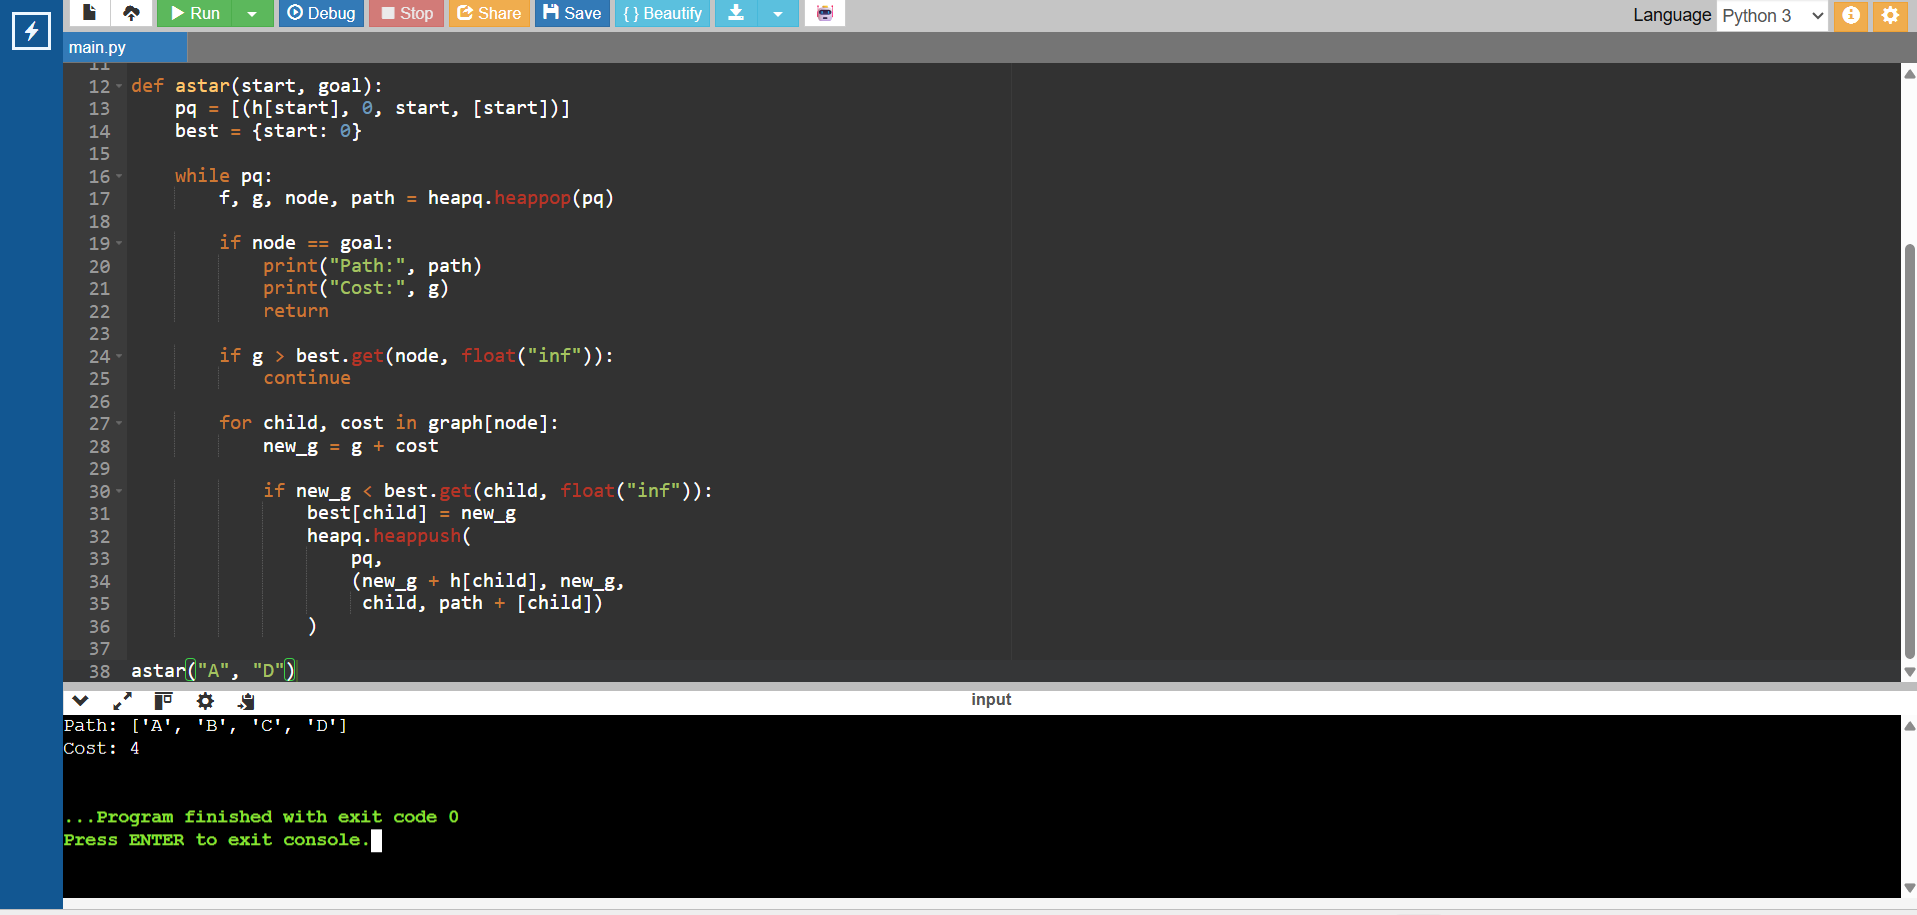 Run Debug Stop Share Save { } Beautify Language Python 3
main.py
11
12 def astar(start, goal):
13     pq = [(h[start], 0, start, [start])]
14     best = {start: 0}
15
16     while pq:
17         f, g, node, path = heapq.heappop(pq)
18
19         if node == goal:
20             print("Path:", path)
21             print("Cost:", g)
22             return
23
24         if g > best.get(node, float("inf")):
25             continue
26
27         for child, cost in graph[node]:
28             new_g = g + cost
29
30             if new_g < best.get(child, float("inf")):
31                 best[child] = new_g
32                 heapq.heappush(
33                     pq,
34                     (new_g + h[child], new_g,
35                      child, path + [child])
36                 )
37
38 astar("A", "D")
input
Path: ['A', 'B', 'C', 'D']
Cost: 4
...Program finished with exit code 0
Press ENTER to exit console.